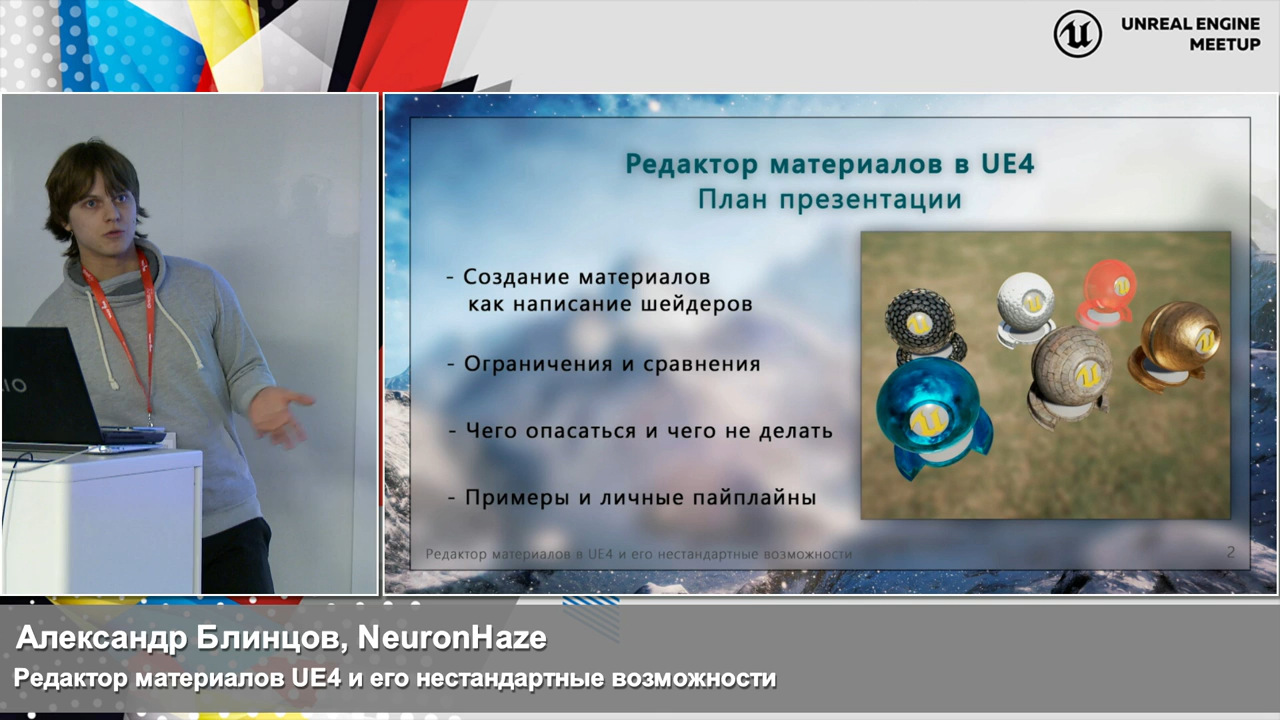 UNREAL ENGINE
MEETUP
Редактор материалов в UE4
План презентации
- Создание материалов
как написание шейдеров
- Ограничения и сравнения
- Чего опасаться и чего не делать
- Примеры и личные пайплайны
Редактор материалов в UE4 и его нестандартные возможности
2
Александр Блинцов, NeuronHaze
Редактор материалов UE4 и его нестандартные возможности